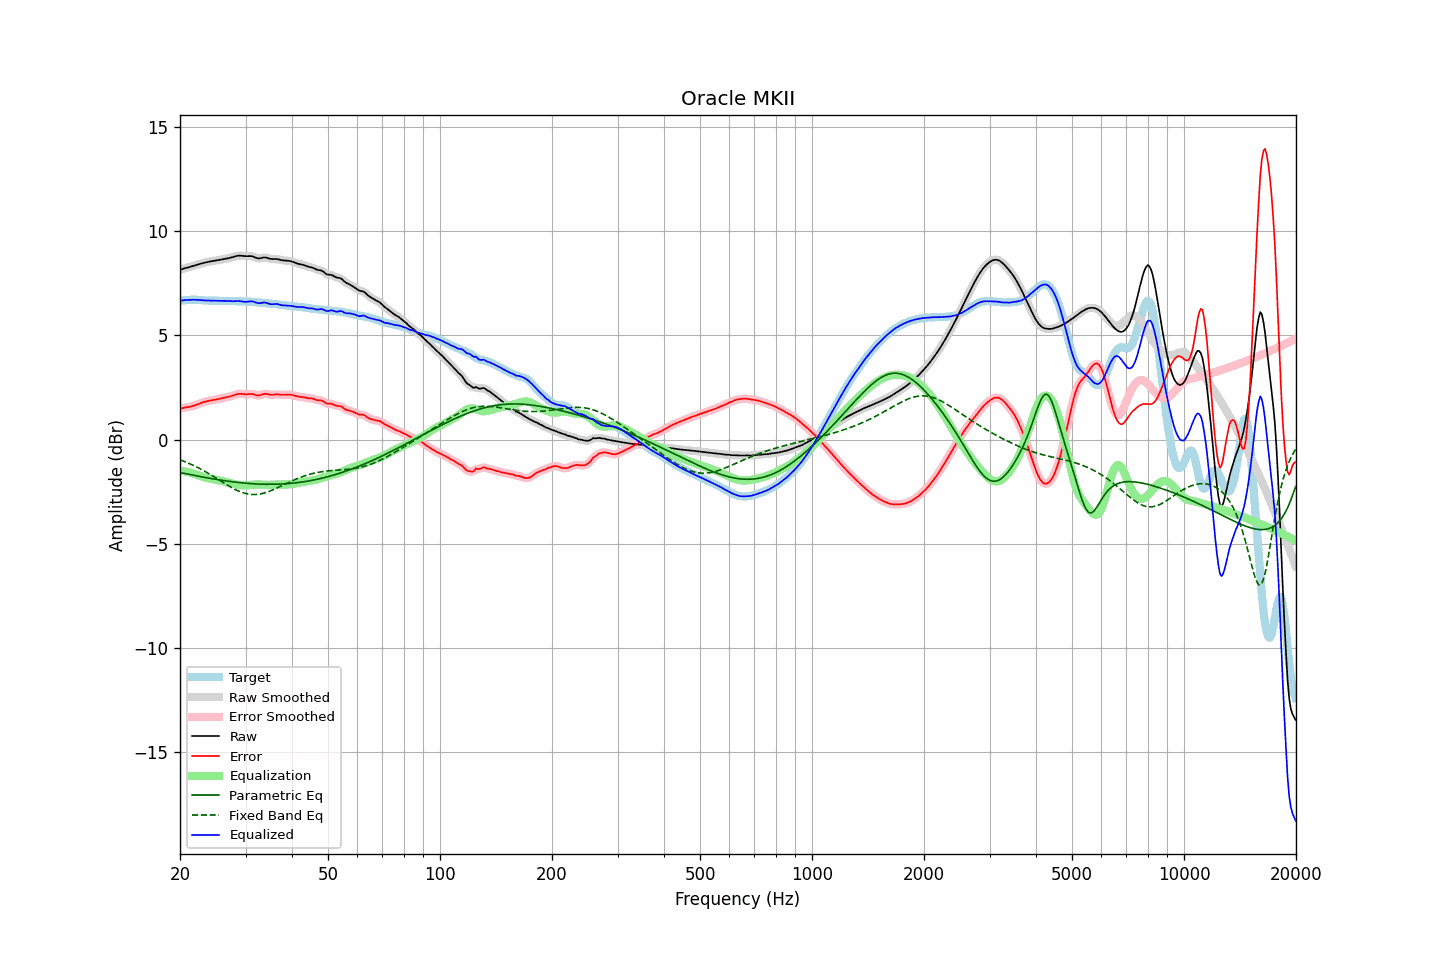 Oracle MKII
15
10
5
0
−5
−10
−15
Amplitude (dBr)
Target
Raw Smoothed
Error Smoothed
Raw
Error
Equalization
Parametric Eq
Fixed Band Eq
Equalized
20 50 100 200 500 1000 2000 5000 10000 20000
Frequency (Hz)